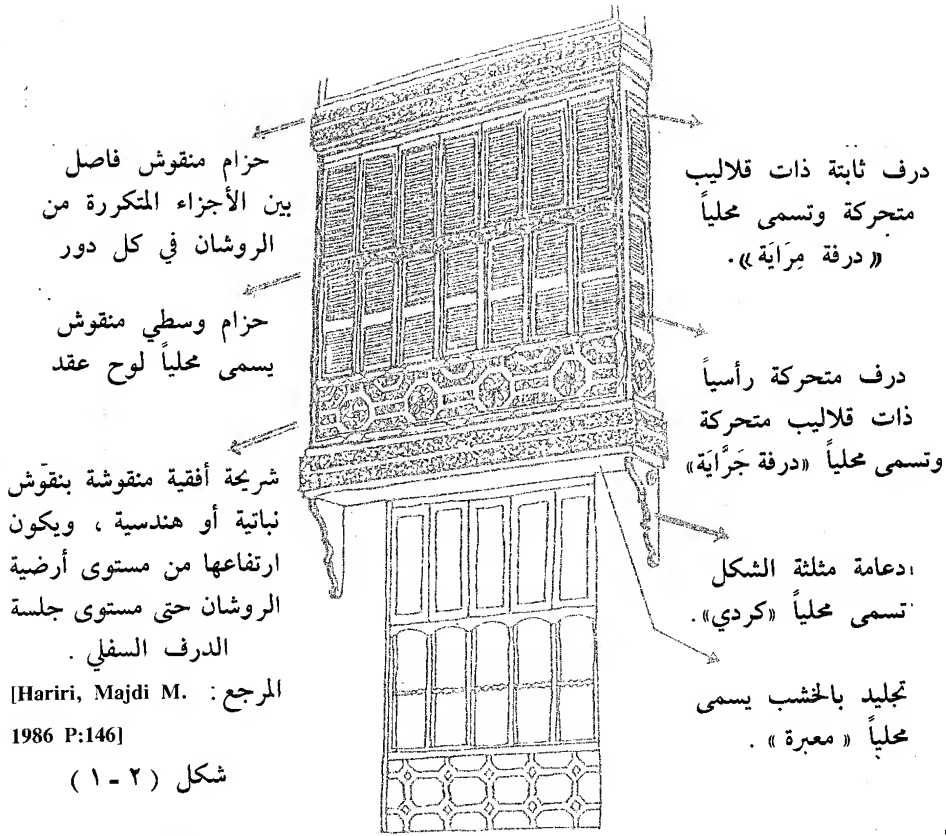 درف ثابتة ذات قلاليب
متحركة وتسمى محلياً
« درفة مِرَايَة ».
درف متحركة رأسياً
ذات قلاليب متحركة
وتسمى محلياً «درفة جَرَّايَة»
دعامة مثلثة الشكل
تسمى محلياً «كردي».
تجليد بالخشب يسمى
محلياً « معبرة » .
حزام منقوش فاصل
بين الأجزاء المتكررة من
الروشان في كل دور
حزام وسطي منقوش
يسمى محلياً لوح عقد
شريحة أفقية منقوشة بنقوش
نباتية أو هندسية ، ويكون
ارتفاعها من مستوى أرضية
الروشان حتى مستوى جلسة
الدرف السفلي .
المرجع : [Hariri, Majdi M.
1986 P:146]
شكل ( ٢ - ١ )